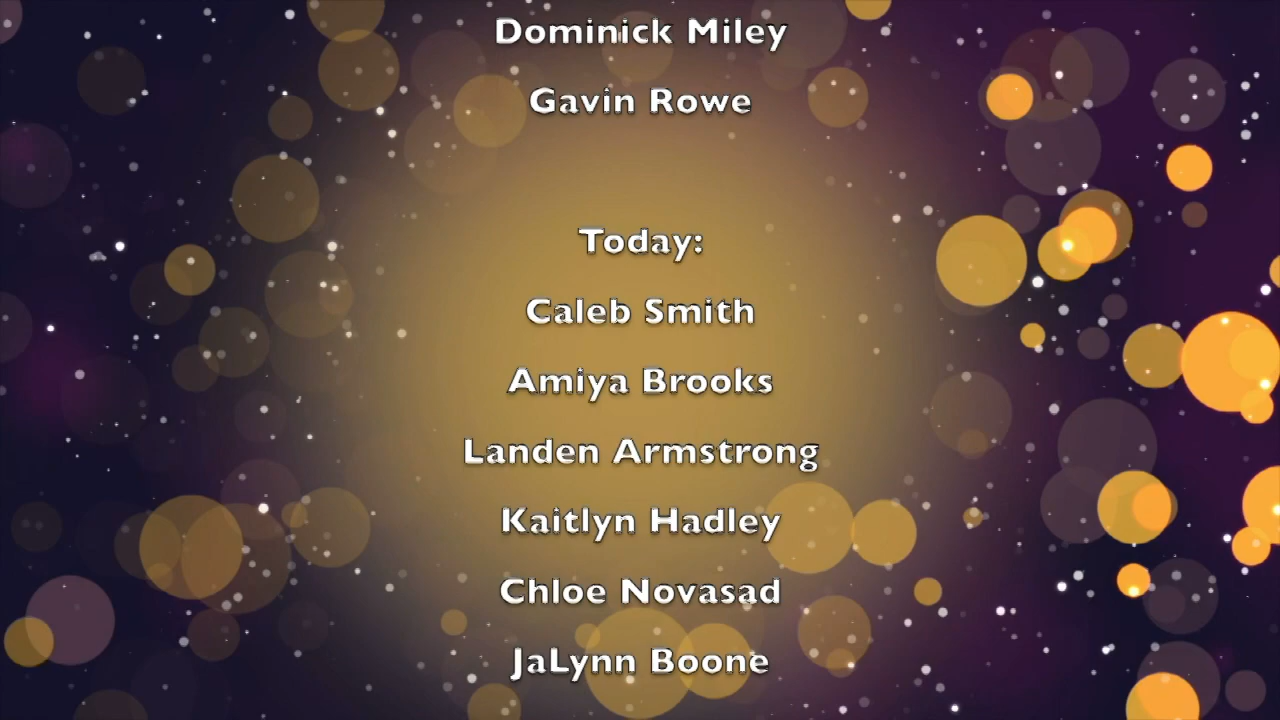 Dominick Miley
Gavin Rowe
Today:
Caleb Smith
Amiya Brooks
Landen Armstrong
Kaitlyn Hadley
Chloe Novasad
JaLynn Boone